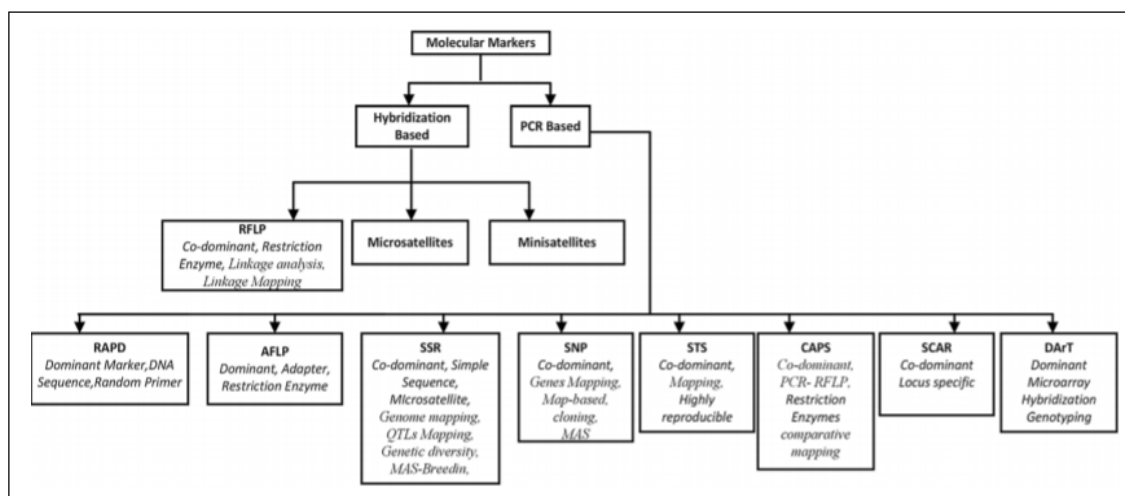 Molecular Markers
Hybridization
Based
PCR Based
RFLP
Co-dominant, Restriction
Enzyme, Linkage analysis,
Linkage Mapping
Microsatellites
Minisatellites
RAPD
Dominant Marker,DNA
Sequence,Random Primer
AFLP
Dominant, Adapter,
Restriction Enzyme
SSR
Co-dominant, Simple
Sequence,
MIcrosatellite,
Genome mapping,
QTLs Mapping,
Genetic diversity,
MAS-Breedin,
SNP
Co-dominant,
Genes Mapping,
Map-based,
cloning,
MAS
STS
Co-dominant,
Mapping,
Highly
reproducible
CAPS
Co-dominant,
PCR- RFLP,
Restriction
Enzymes
comparative
mapping
SCAR
Co-dominant
Locus specific
DArT
Dominant
Microarray
Hybridization
Genotyping